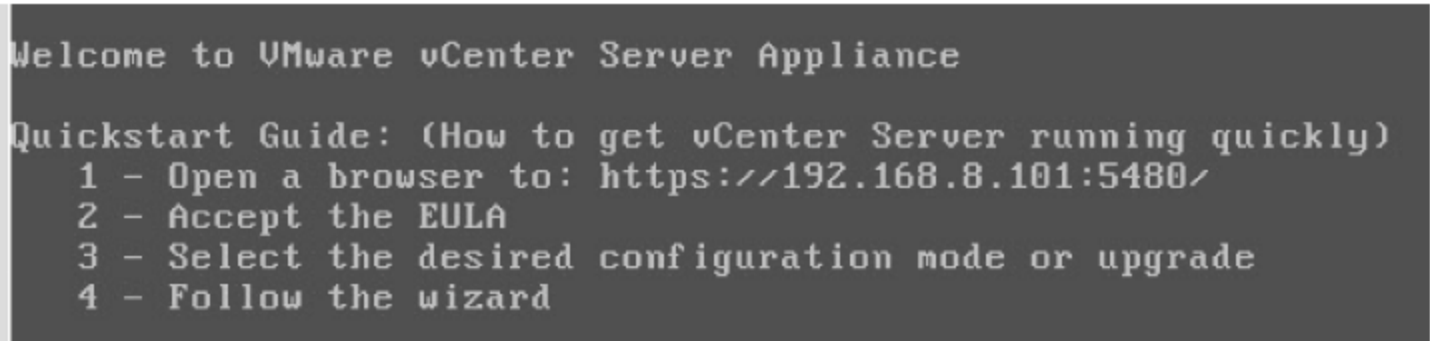 Welcome to VMware vCenter Server Appliance
Quickstart Guide: (How to get vCenter Server running quickly)
1 - Open a browser to: https://192.168.8.101:5480/
2 - Accept the EULA
3 - Select the desired configuration mode or upgrade
4 - Follow the wizard